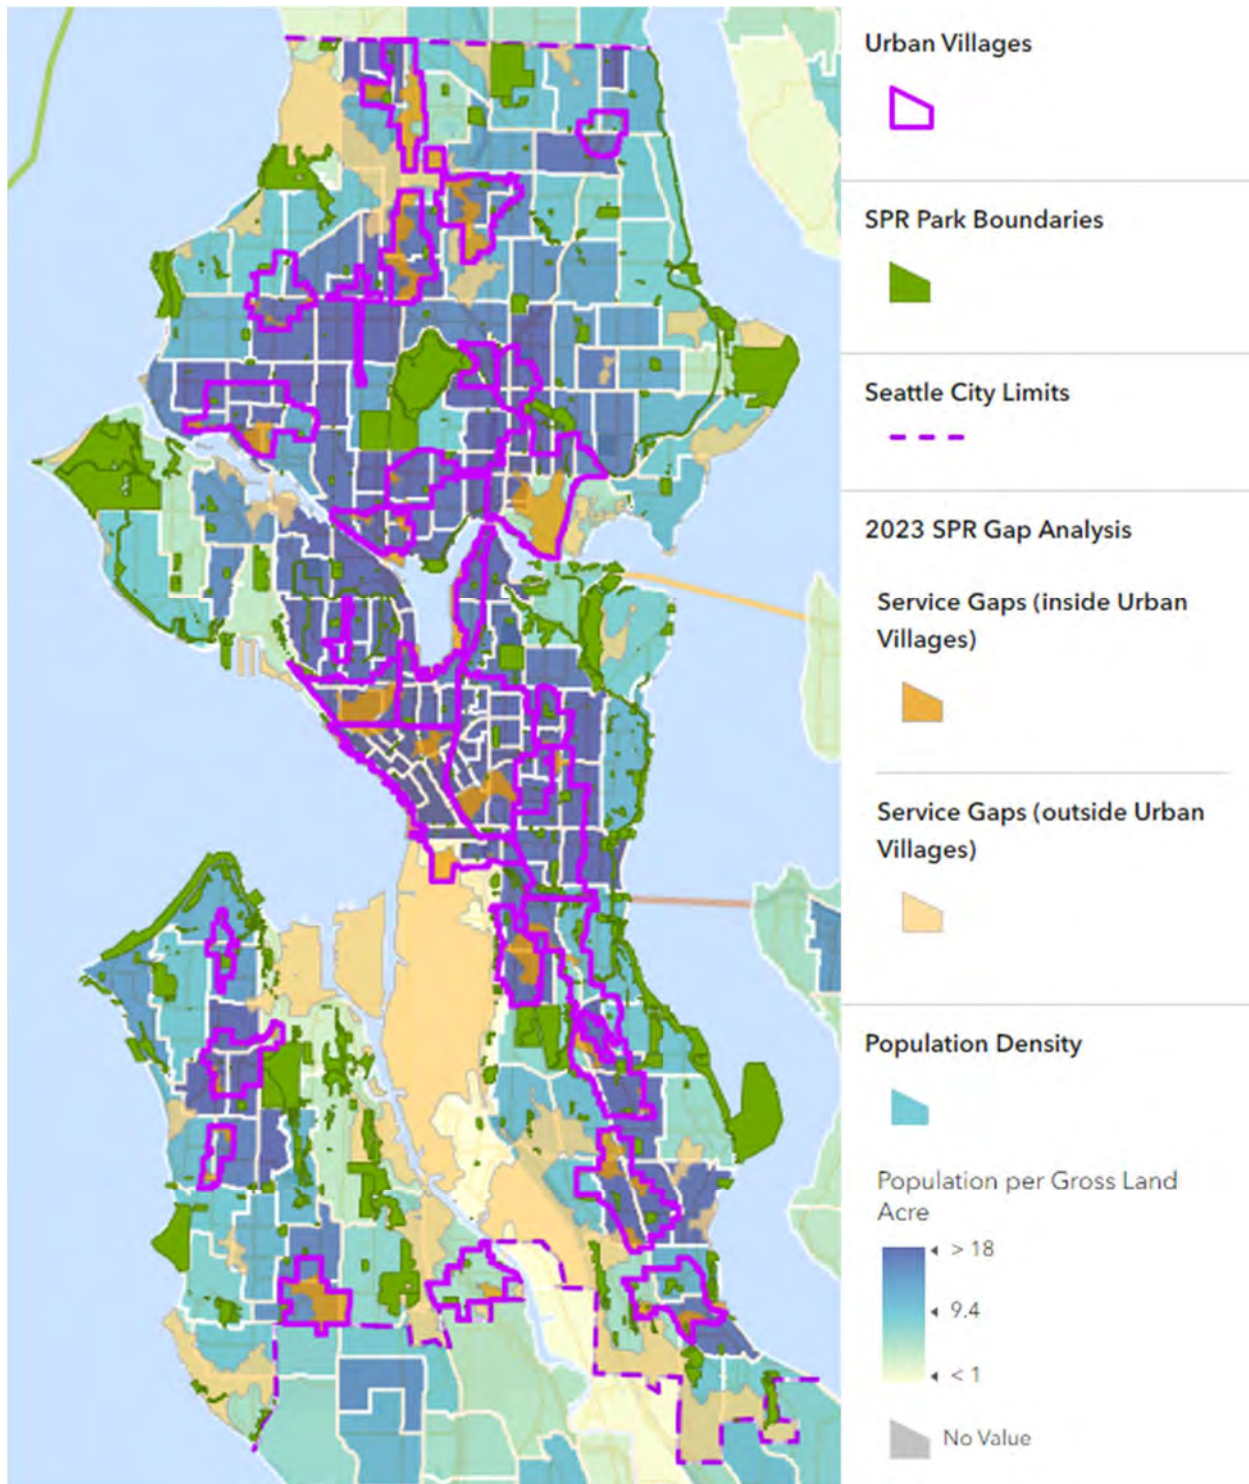 Urban Villages
SPR Park Boundaries
Seattle City Limits
2023 SPR Gap Analysis
Service Gaps (inside Urban
Villages)
Service Gaps (outside Urban
Villages)
Population Density
Population per Gross Land
Acre
> 18
9.4
< 1
No Value